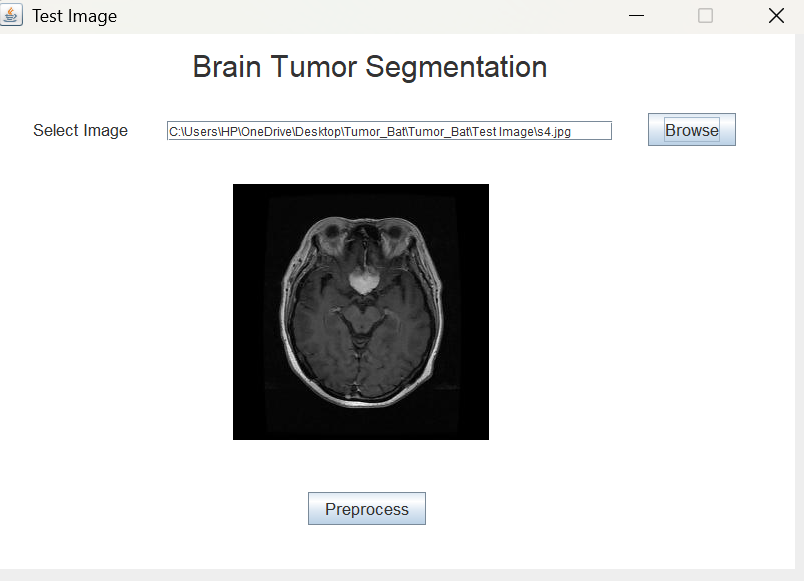 Test Image
Brain Tumor Segmentation
Select Image C:\Users\HP\OneDrive\Desktop\Tumor_Bat\Tumor_Bat\Test Image\s4.jpg Browse
Preprocess